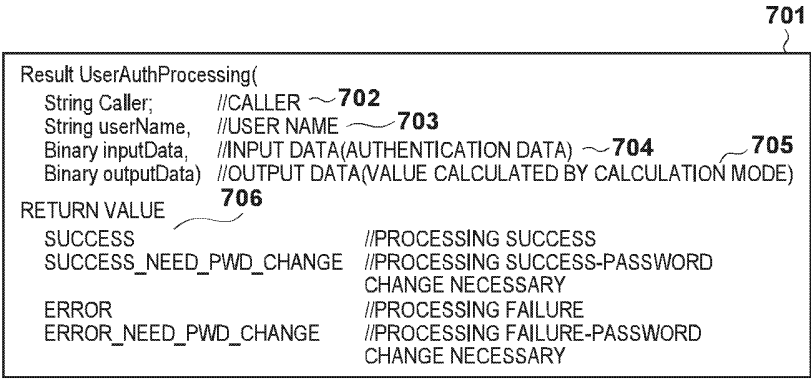 701
Result UserAuthProcessing(
String Caller; //CALLER 702
String userName, //USER NAME 703
Binary inputData, //INPUT DATA(AUTHENTICATION DATA) 704
705
Binary outputData) //OUTPUT DATA(VALUE CALCULATED BY CALCULATION MODE)
706
RETURN VALUE
SUCCESS //PROCESSING SUCCESS
SUCCESS_NEED_PWD_CHANGE //PROCESSING SUCCESS-PASSWORD
CHANGE NECESSARY
ERROR //PROCESSING FAILURE
ERROR_NEED_PWD_CHANGE //PROCESSING FAILURE-PASSWORD
CHANGE NECESSARY